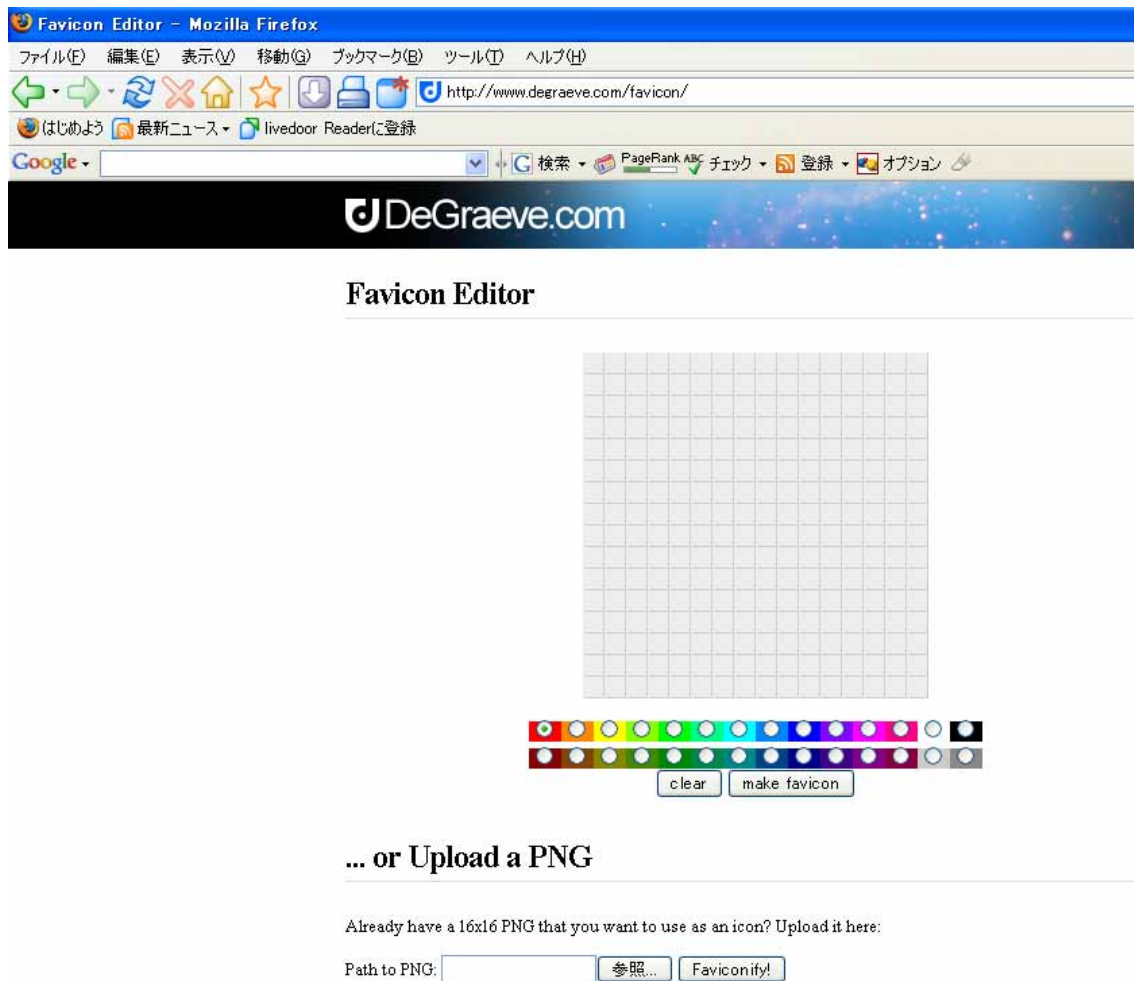 Favicon Editor - Mozilla Firefox
ファイル(F) 編集(E) 表示(V) 移動(G) ブックマーク(B) ツール(T) ヘルプ(H)
http://www.degraeve.com/favicon/
はじめよう 最新ニュース livedoor Readerに登録
Google 検索 PageRank ABC チェック 登録 オプション
DeGraeve.com
Favicon Editor
clear make favicon
... or Upload a PNG
Already have a 16x16 PNG that you want to use as an icon? Upload it here:
Path to PNG: 参照... Faviconify!